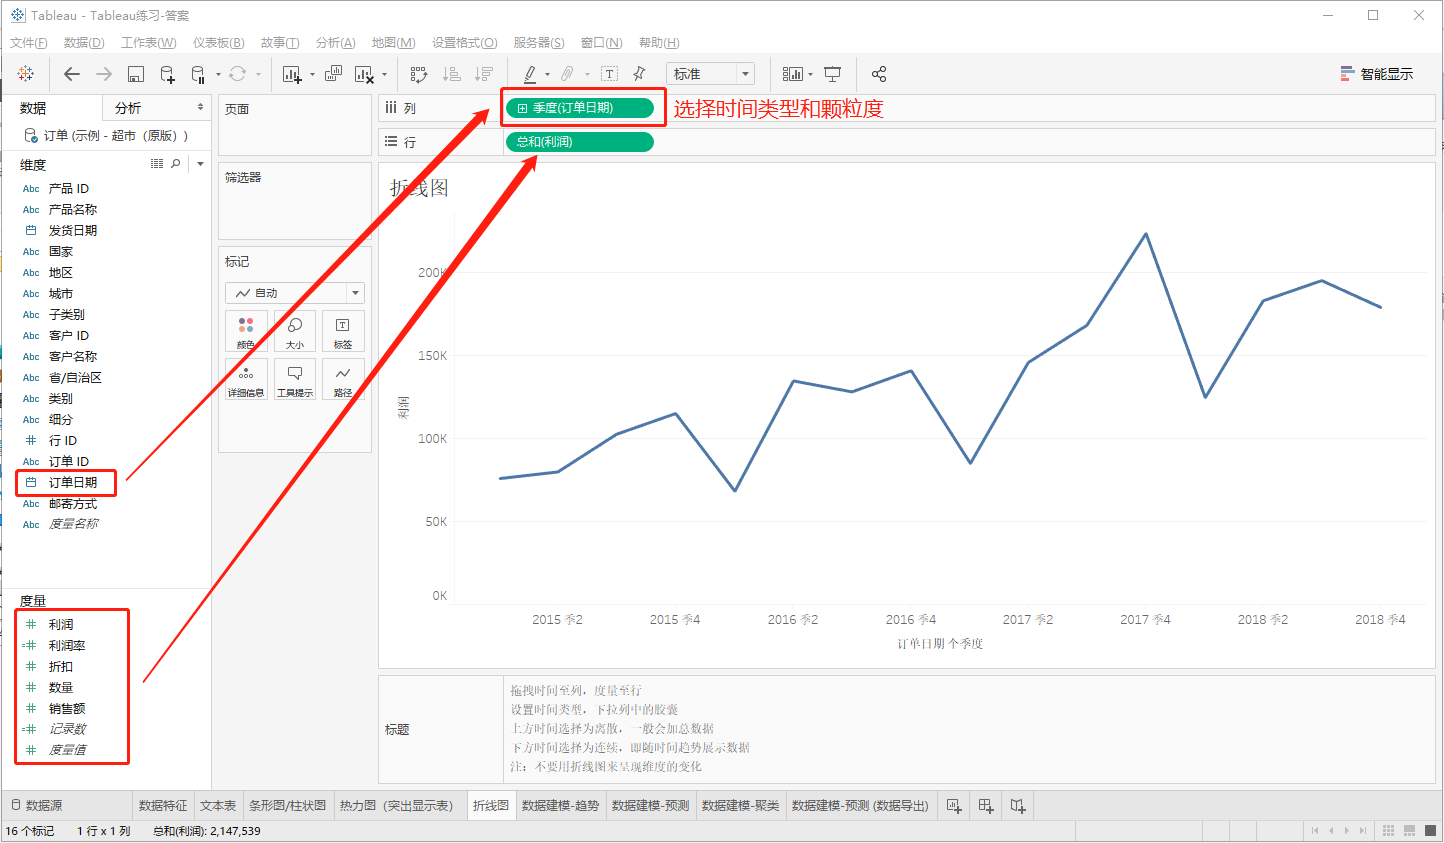 Tableau - Tableau练习-答案
文件(F) 数据(D) 工作表(W) 仪表板(B) 故事(T) 分析(A) 地图(M) 设置格式(O) 服务器(S) 窗口(N) 帮助(H)
标准
智能显示
数据 分析
订单 (示例 - 超市（原版）)
维度
Abc 产品 ID
Abc 产品名称
发货日期
Abc 国家
Abc 地区
Abc 城市
Abc 子类别
Abc 客户 ID
Abc 客户名称
Abc 省/自治区
Abc 类别
Abc 细分
行 ID
Abc 订单 ID
订单日期
Abc 邮寄方式
Abc 度量名称
度量
利润
利润率
折扣
数量
销售额
记录数
度量值
页面
筛选器
标记
自动
颜色 大小 标签
详细信息 工具提示 路径
列 季度(订单日期) 选择时间类型和颗粒度
行 总和(利润)
折线图
利润
200K
150K
100K
50K
0K
2015 季2 2015 季4 2016 季2 2016 季4 2017 季2 2017 季4 2018 季2 2018 季4
订单日期 个季度
标题
拖拽时间至列，度量至行
设置时间类型，下拉列中的胶囊
上方时间选择为离散，一般会加总数据
下方时间选择为连续，即随时间趋势展示数据
注：不要用折线图来呈现维度的变化
数据源 数据特征 文本表 条形图/柱状图 热力图（突出显示表） 折线图 数据建模-趋势 数据建模-预测 数据建模-聚类 数据建模-预测 (数据导出)
16 个标记 1 行 x 1 列 总和(利润): 2,147,539